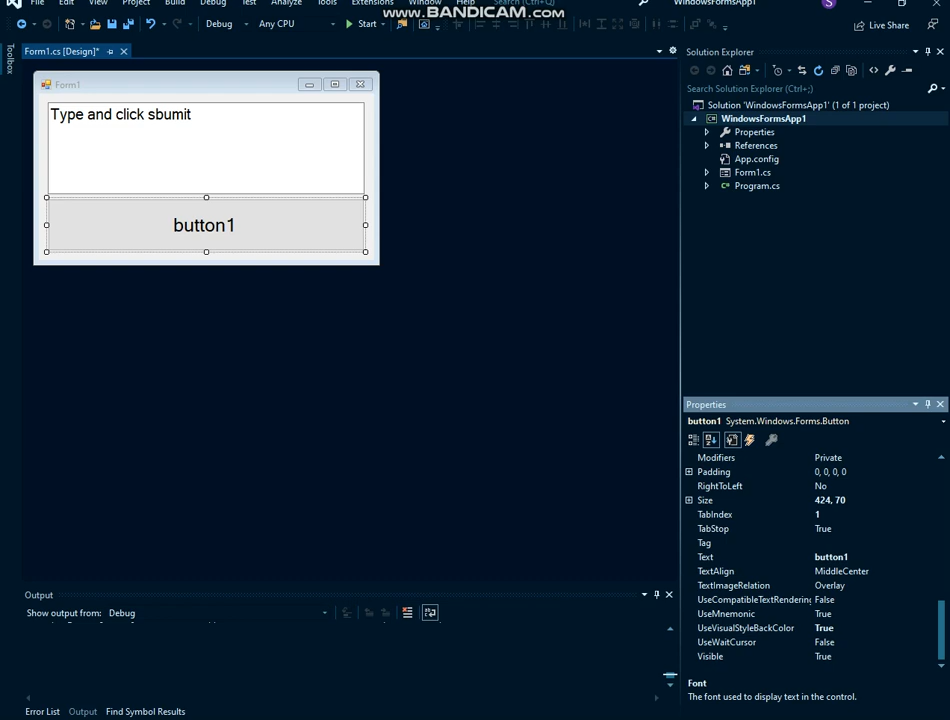 File Edit View Project Build Debug Test Analyze Tools Extensions Window Help Search (Ctrl+Q) WindowsFormsApp1 S
www.BANDICAM.com
Debug Any CPU Start Live Share
Toolbox
Form1.cs [Design]*
Form1
Type and click sbumit
button1
Solution Explorer
Search Solution Explorer (Ctrl+;)
Solution 'WindowsFormsApp1' (1 of 1 project)
WindowsFormsApp1
Properties
References
App.config
Form1.cs
Program.cs
Properties
button1 System.Windows.Forms.Button
Modifiers Private
Padding 0, 0, 0, 0
RightToLeft No
Size 424, 70
TabIndex 1
TabStop True
Tag
Text button1
TextAlign MiddleCenter
TextImageRelation Overlay
UseCompatibleTextRendering False
UseMnemonic True
UseVisualStyleBackColor True
UseWaitCursor False
Visible True
Font
The font used to display text in the control.
Output
Show output from: Debug
Error List Output Find Symbol Results